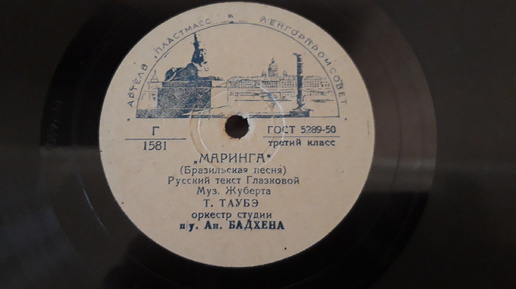 АРТЕЛЬ „ПЛАСТМАСС" ЛЕНГОРПРОМСОВЕТ
Г ГОСТ 5289-50
1581 третий класс
„МАРИНГА"
(Бразильская песня)
Русский текст Глазковой
Муз. Жуберта
Т. ТАУБЭ
оркестр студии
п/у. Ан. БАДХЕНА